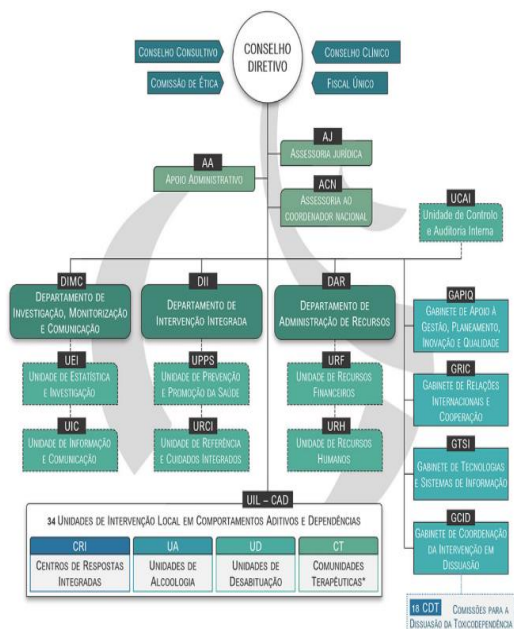 CONSELHO CONSULTIVO
CONSELHO
DIRETIVO
CONSELHO CLÍNICO
COMISSÃO DE ÉTICA
FISCAL ÚNICO
AJ
ASSESSORIA JURÍDICA
AA
APOIO ADMINISTRATIVO
ACN
ASSESSORIA AO
COORDENADOR NACIONAL
UCAI
Unidade de Controlo
e Auditoria Interna
DIMC
DEPARTAMENTO DE
INVESTIGAÇÃO, MONITORIZAÇÃO
E COMUNICAÇÃO
DII
DEPARTAMENTO DE
INTERVENÇÃO INTEGRADA
DAR
DEPARTAMENTO DE
ADMINISTRAÇÃO DE RECURSOS
GAPIQ
GABINETE DE APOIO À
GESTÃO, PLANEAMENTO,
INOVAÇÃO E QUALIDADE
UEI
UNIDADE DE ESTATÍSTICA
E INVESTIGAÇÃO
UPPS
UNIDADE DE PREVENÇÃO
E PROMOÇÃO DA SAÚDE
URF
UNIDADE DE RECURSOS
FINANCEIROS
GRIC
GABINETE DE RELAÇÕES
INTERNACIONAIS E
COOPERAÇÃO
UIC
UNIDADE DE INFORMAÇÃO
E COMUNICAÇÃO
URCI
UNIDADE DE REFERÊNCIA
E CUIDADOS INTEGRADOS
URH
UNIDADE DE RECURSOS
HUMANOS
GTSI
GABINETE DE TECNOLOGIAS
E SISTEMAS DE INFORMAÇÃO
UIL – CAD
34 UNIDADES DE INTERVENÇÃO LOCAL EM COMPORTAMENTOS ADITIVOS E DEPENDÊNCIAS
CRI
CENTROS DE RESPOSTAS
INTEGRADAS
UA
UNIDADES DE
ALCOOLOGIA
UD
UNIDADES DE
DESABITUAÇÃO
CT
COMUNIDADES
TERAPÊUTICAS*
GCID
GABINETE DE COORDENAÇÃO
DA INTERVENÇÃO EM
DISSUASÃO
18 CDT
COMISSÕES PARA A
DISSUASÃO DA TOXICODEPENDÊNCIA